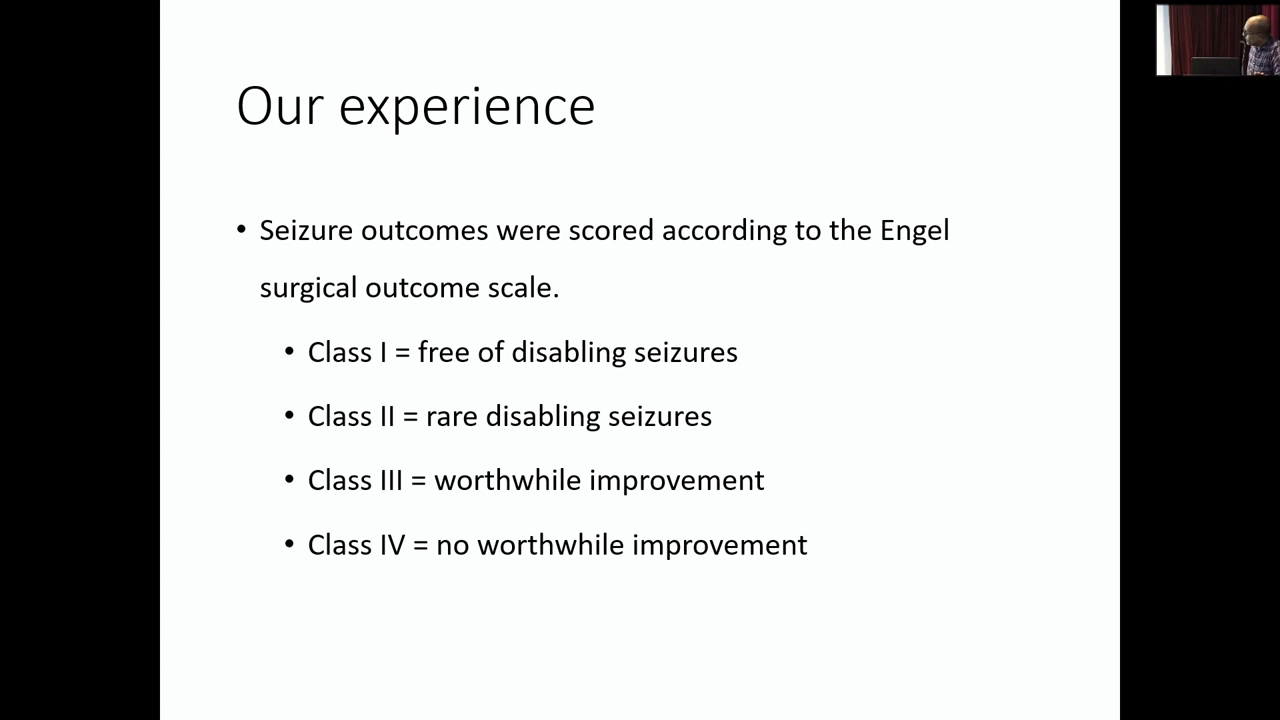 Our experience
• Seizure outcomes were scored according to the Engel
surgical outcome scale.
• Class I = free of disabling seizures
• Class II = rare disabling seizures
• Class III = worthwhile improvement
• Class IV = no worthwhile improvement